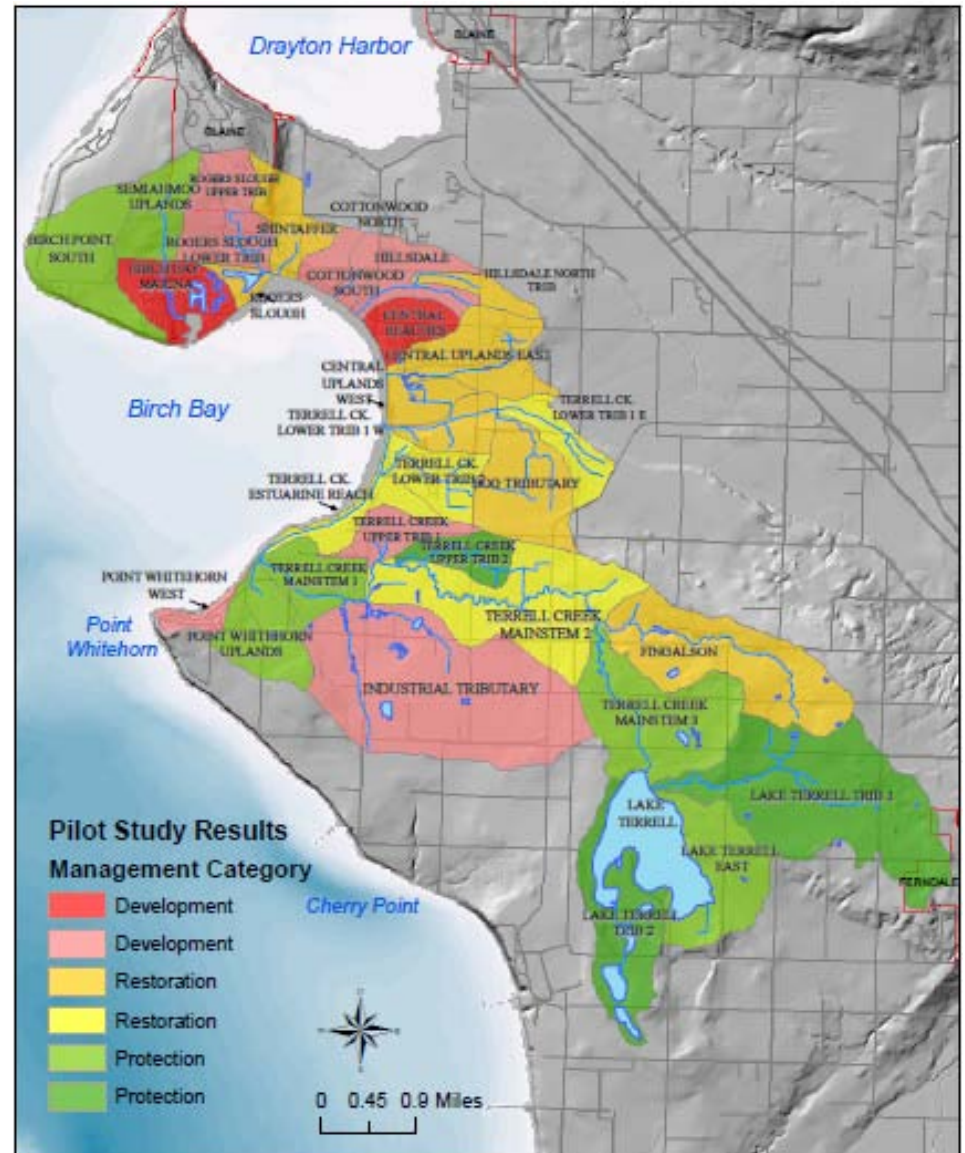 Drayton Harbor
BLAINE
BLAINE
ROGERS SLOUGH
UPPER TRIB
SEMIAHMOO
UPLANDS
COTTONWOOD
NORTH
SHINTAFFER
BIRCH POINT
SOUTH
ROGERS SLOUGH
LOWER TRIB
HILLSDALE
BIRCH BAY
MARINA
COTTONWOOD
SOUTH
HILLSDALE NORTH
TRIB
ROGERS
SLOUGH
CENTRAL
BEACHES
CENTRAL UPLANDS EAST
CENTRAL
UPLANDS
WEST
Birch Bay
TERRELL CK.
LOWER TRIB 1 E
TERRELL CK.
LOWER TRIB 1 W
TERRELL CK.
LOWER TRIB 2
TRIBUTARY
TERRELL CK.
ESTUARINE REACH
TERRELL CREEK
UPPER TRIB 1
TERRELL CREEK
UPPER TRIB 2
TERRELL CREEK
MAINSTEM 1
POINT WHITEHORN
WEST
Point
Whitehorn
POINT WHITEHORN
UPLANDS
TERRELL CREEK
MAINSTEM 2
FINGALSON
INDUSTRIAL TRIBUTARY
TERRELL CREEK
MAINSTEM 3
LAKE
TERRELL
LAKE TERRELL TRIB 1
LAKE TERRELL
EAST
FERNDALE
LAKE TERRELL
TRIB 2
Cherry Point
Pilot Study Results
Management Category
Development
Development
Restoration
Restoration
Protection
Protection
0 0.45 0.9 Miles